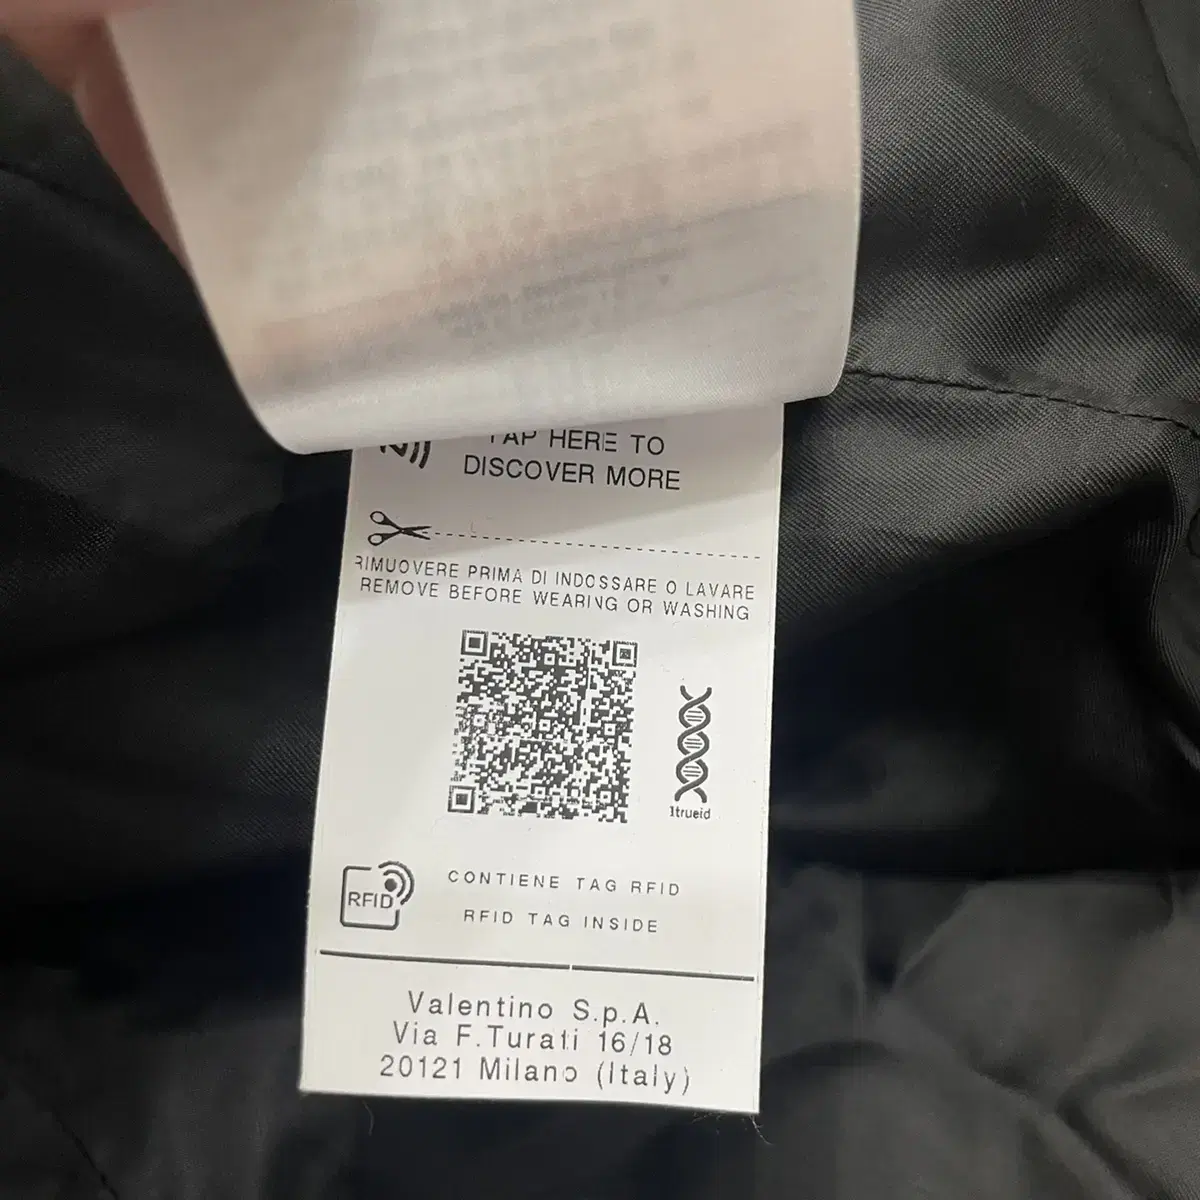 TAP HERE TO
DISCOVER MORE
RIMUOVERE PRIMA DI INDOSSARE O LAVARE
REMOVE BEFORE WEARING OR WASHING
1trueid
RFID
CONTIENE TAG RFID
RFID TAG INSIDE
Valentino S.p.A.
Via F.Turati 16/18
20121 Milano (Italy)